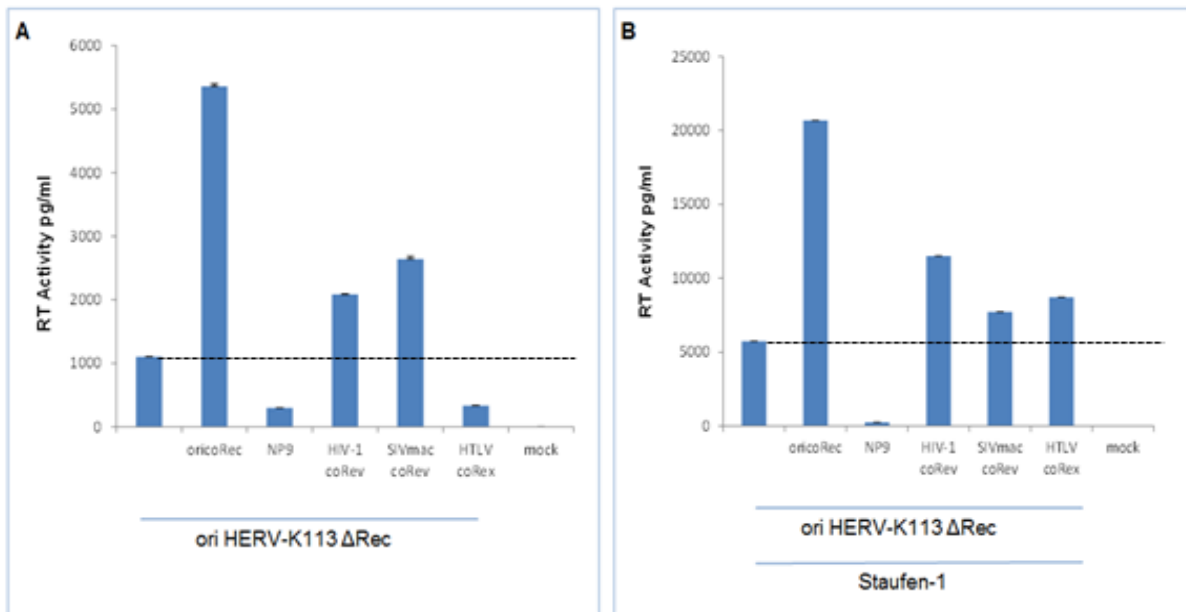 A
RT Activity pg/ml
6000
5000
4000
3000
2000
1000
0
oricoRec NP9 HIV-1 SIVmac HTLV mock
coRev coRev coRex
ori HERV-K113 ΔRec
B
RT Activity pg/ml
25000
20000
15000
10000
5000
0
oricoRec NP9 HIV-1 SIVmac HTLV mock
coRev coRev coRex
ori HERV-K113 ΔRec
Staufen-1